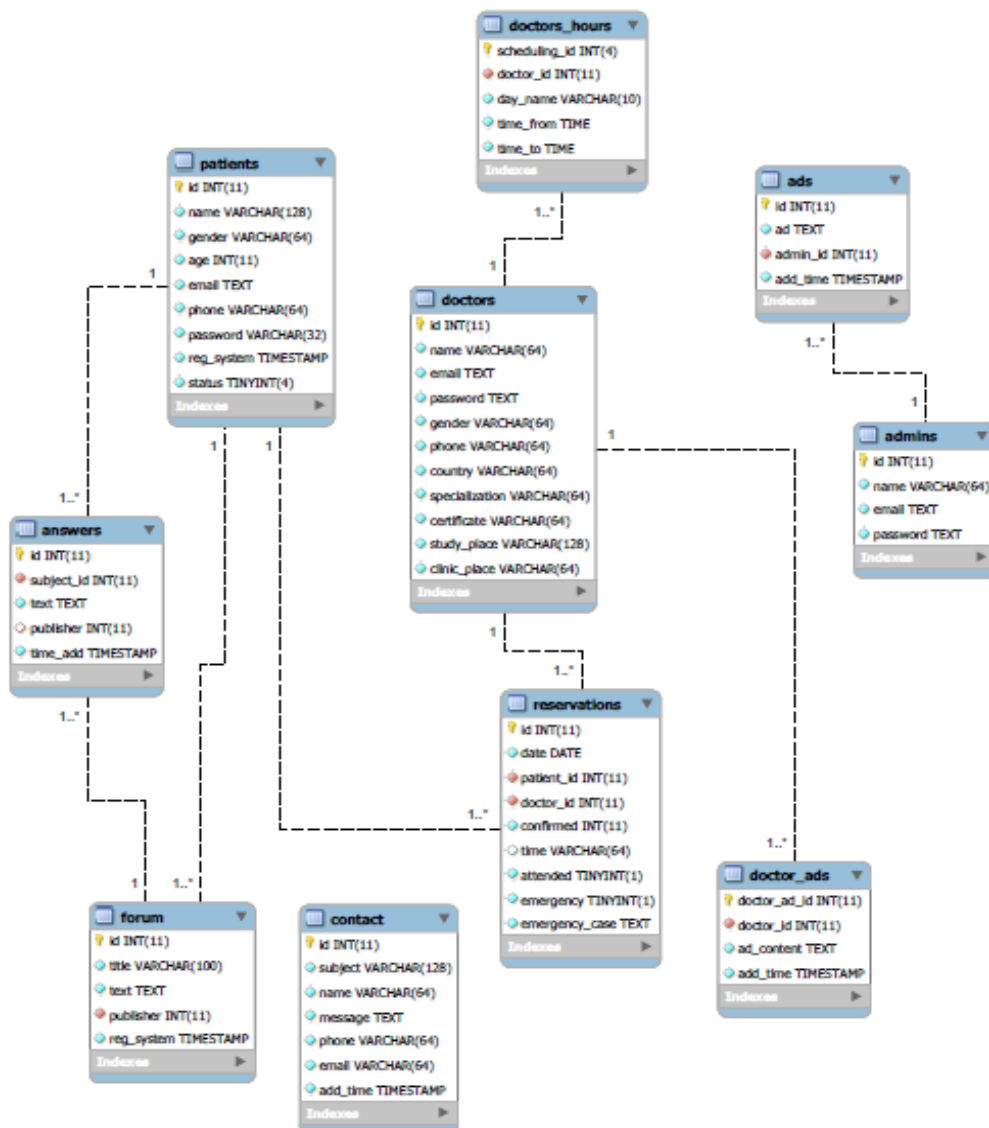 doctors_hours
scheduling_id INT(4)
doctor_id INT(11)
day_name VARCHAR(10)
time_from TIME
time_to TIME
Indexes
1..*
1
patients
id INT(11)
name VARCHAR(128)
gender VARCHAR(64)
age INT(11)
email TEXT
phone VARCHAR(64)
password VARCHAR(32)
reg_system TIMESTAMP
status TINYINT(4)
Indexes
1
1
1
ads
id INT(11)
ad TEXT
admin_id INT(11)
add_time TIMESTAMP
Indexes
1..*
1
doctors
id INT(11)
name VARCHAR(64)
email TEXT
password TEXT
gender VARCHAR(64)
phone VARCHAR(64)
country VARCHAR(64)
specialization VARCHAR(64)
certificate VARCHAR(64)
study_place VARCHAR(128)
clinic_place VARCHAR(64)
Indexes
1
1
admins
id INT(11)
name VARCHAR(64)
email TEXT
password TEXT
Indexes
1..*
answers
id INT(11)
subject_id INT(11)
text TEXT
publisher INT(11)
time_add TIMESTAMP
Indexes
1..*
1..*
reservations
id INT(11)
date DATE
patient_id INT(11)
doctor_id INT(11)
confirmed INT(11)
time VARCHAR(64)
attended TINYINT(1)
emergency TINYINT(1)
emergency_case TEXT
Indexes
1..*
1..*
doctor_ads
doctor_ad_id INT(11)
doctor_id INT(11)
ad_content TEXT
add_time TIMESTAMP
Indexes
1
1..*
forum
id INT(11)
title VARCHAR(100)
text TEXT
publisher INT(11)
reg_system TIMESTAMP
Indexes
contact
id INT(11)
subject VARCHAR(128)
name VARCHAR(64)
message TEXT
phone VARCHAR(64)
email VARCHAR(64)
add_time TIMESTAMP
Indexes